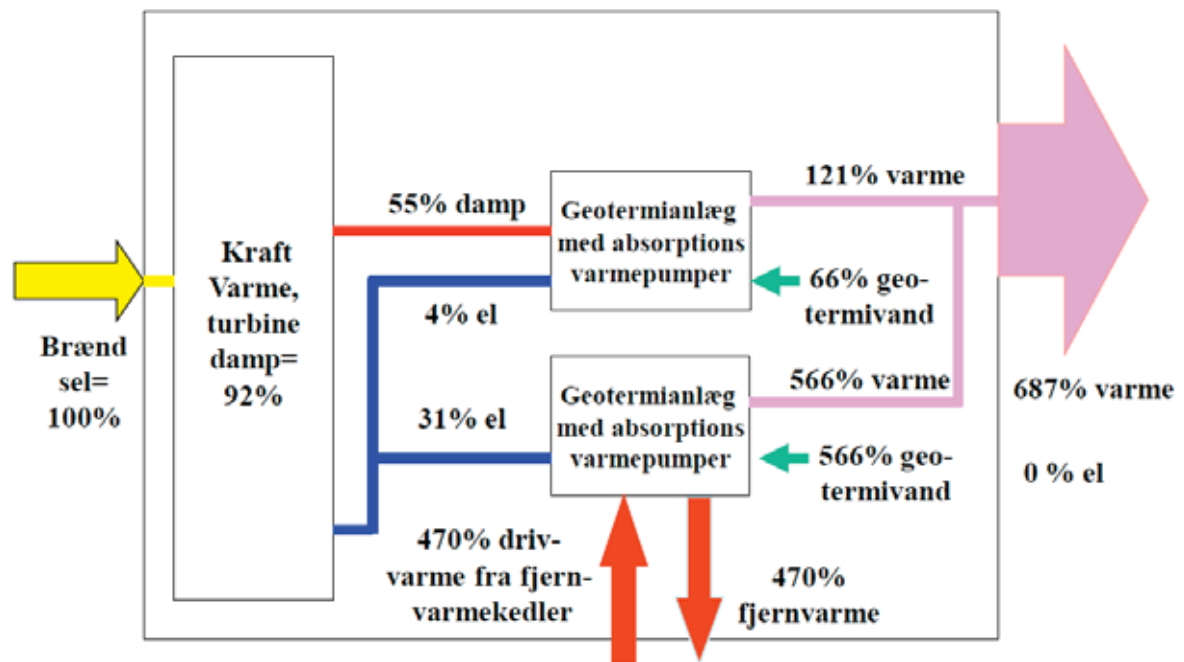 Brænd
sel=
100%
Kraft
Varme,
turbine
damp=
92%
55% damp
4% el
31% el
Geotermianlæg
med absorptions
varmepumper
121% varme
66% geo-
termivand
Geotermianlæg
med absorptions
varmepumper
566% varme
566% geo-
termivand
470% driv-
varme fra fjern-
varmekedler
470%
fjernvarme
687% varme
0 % el